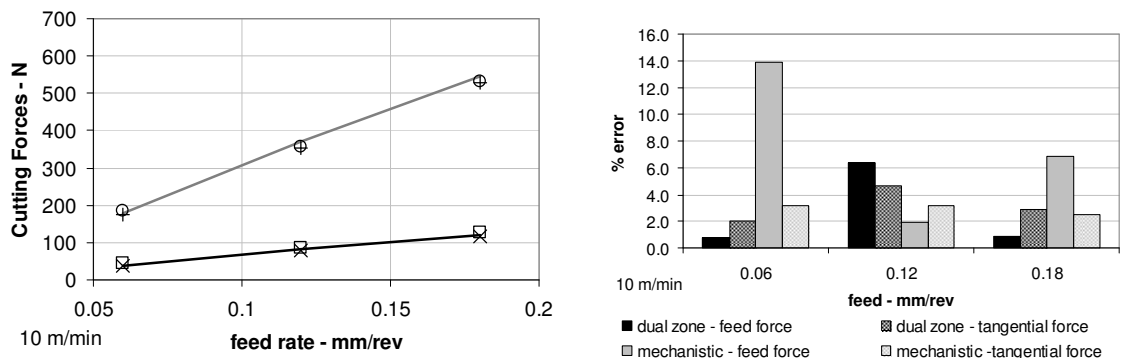 700
600
500
400
300
200
100
0
Cutting Forces - N
0.05 0.1 0.15 0.2
10 m/min
feed rate - mm/rev
16.0
14.0
12.0
10.0
8.0
6.0
4.0
2.0
0.0
% error
0.06 0.12 0.18
10 m/min
feed - mm/rev
dual zone - feed force dual zone - tangential force
mechanistic - feed force mechanistic -tangential force